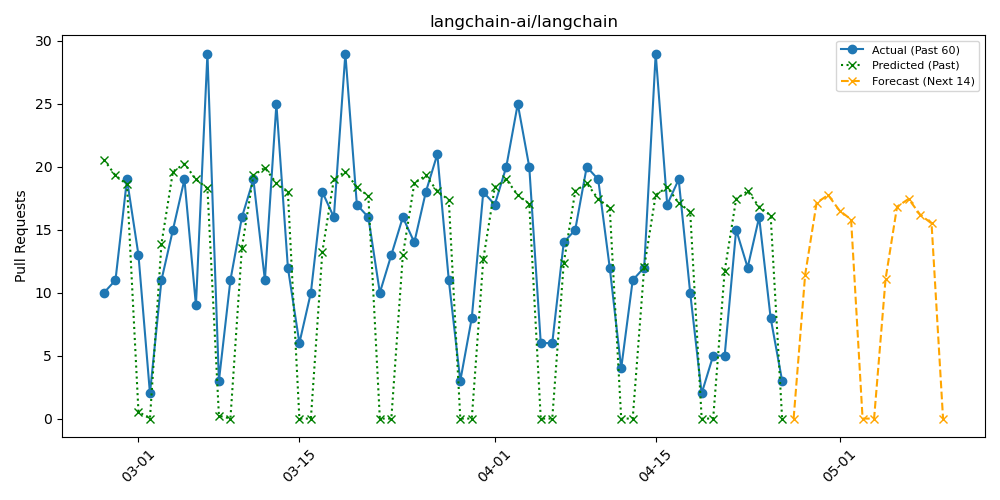 langchain-ai/langchain
Actual (Past 60)
Predicted (Past)
Forecast (Next 14)
Pull Requests
30
25
20
15
10
5
0
03-01
03-15
04-01
04-15
05-01